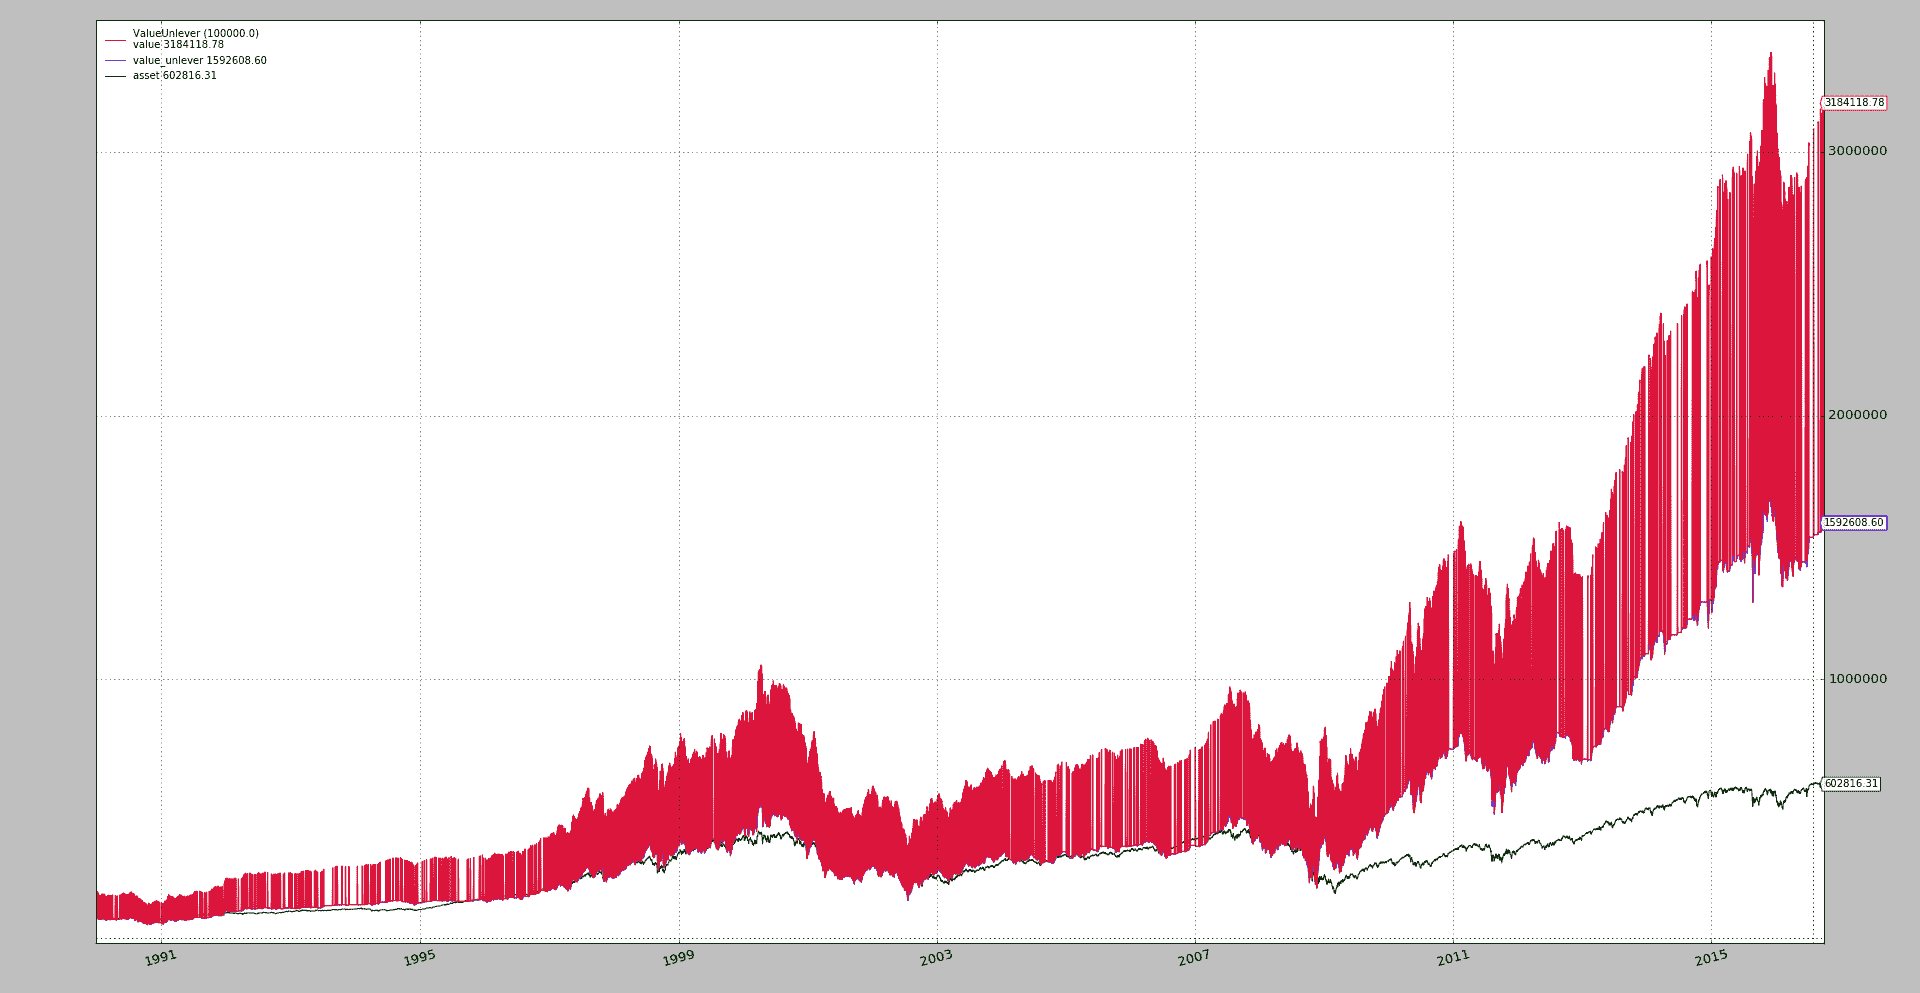 ValueUnlever (100000.0)
value 3184118.78
value_unlever 1592608.60
asset 602816.31
3184118.78
3000000
2000000
1592608.60
1000000
602816.31
1991 1995 1999 2003 2007 2011 2015